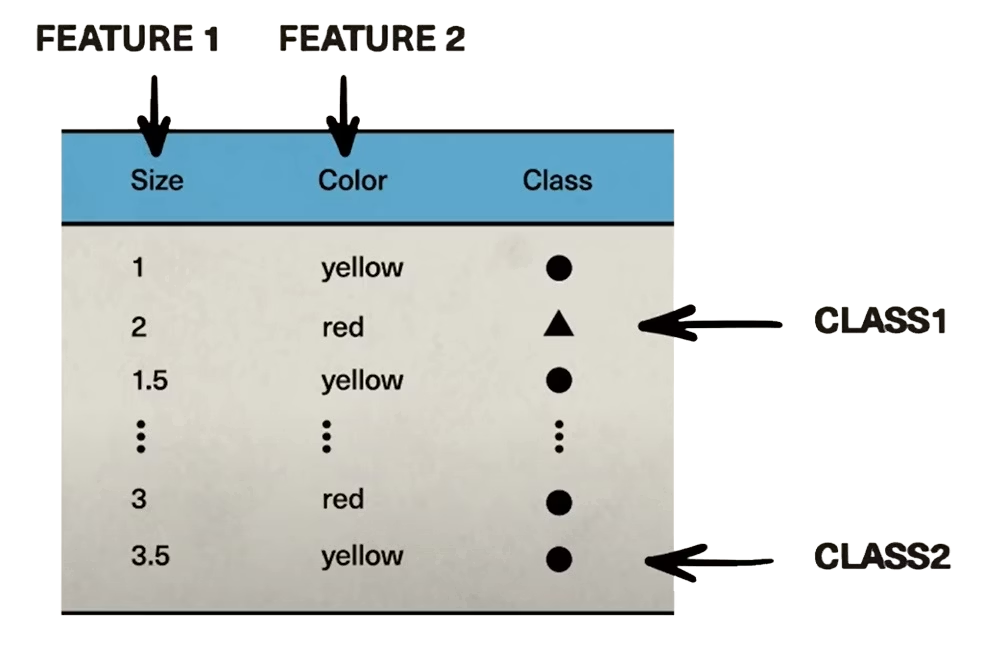 FEATURE 1 FEATURE 2
Size Color Class
1 yellow
2 red CLASS1
1.5 yellow
3 red
3.5 yellow CLASS2